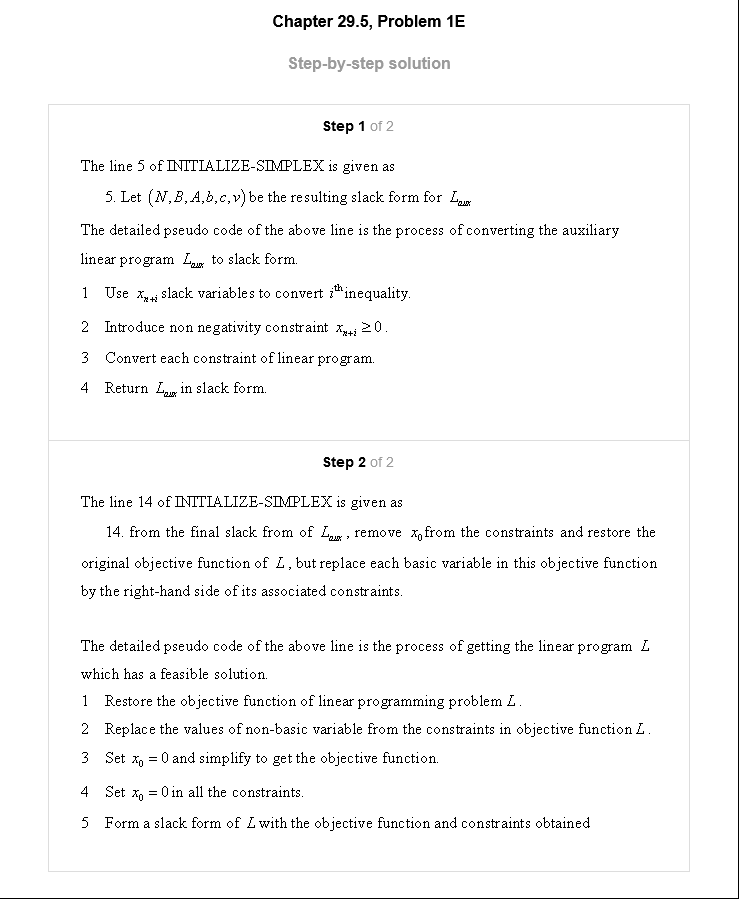 Chapter 29.5, Problem 1E
Step-by-step solution
Step 1 of 2
The line 5 of INITIALIZE-SIMPLEX is given as
5. Let (N,B,A,b,c,v) be the resulting slack form for L_aux
The detailed pseudo code of the above line is the process of converting the auxiliary
linear program L_aux to slack form.
1 Use x_{n+i} slack variables to convert i^th inequality.
2 Introduce non negativity constraint x_{n+i} ≥ 0.
3 Convert each constraint of linear program.
4 Return L_aux in slack form.
Step 2 of 2
The line 14 of INITIALIZE-SIMPLEX is given as
14. from the final slack from of L_aux, remove x_0 from the constraints and restore the
original objective function of L, but replace each basic variable in this objective function
by the right-hand side of its associated constraints.
The detailed pseudo code of the above line is the process of getting the linear program L
which has a feasible solution.
1 Restore the objective function of linear programming problem L.
2 Replace the values of non-basic variable from the constraints in objective function L.
3 Set x_0 = 0 and simplify to get the objective function.
4 Set x_0 = 0 in all the constraints.
5 Form a slack form of L with the objective function and constraints obtained